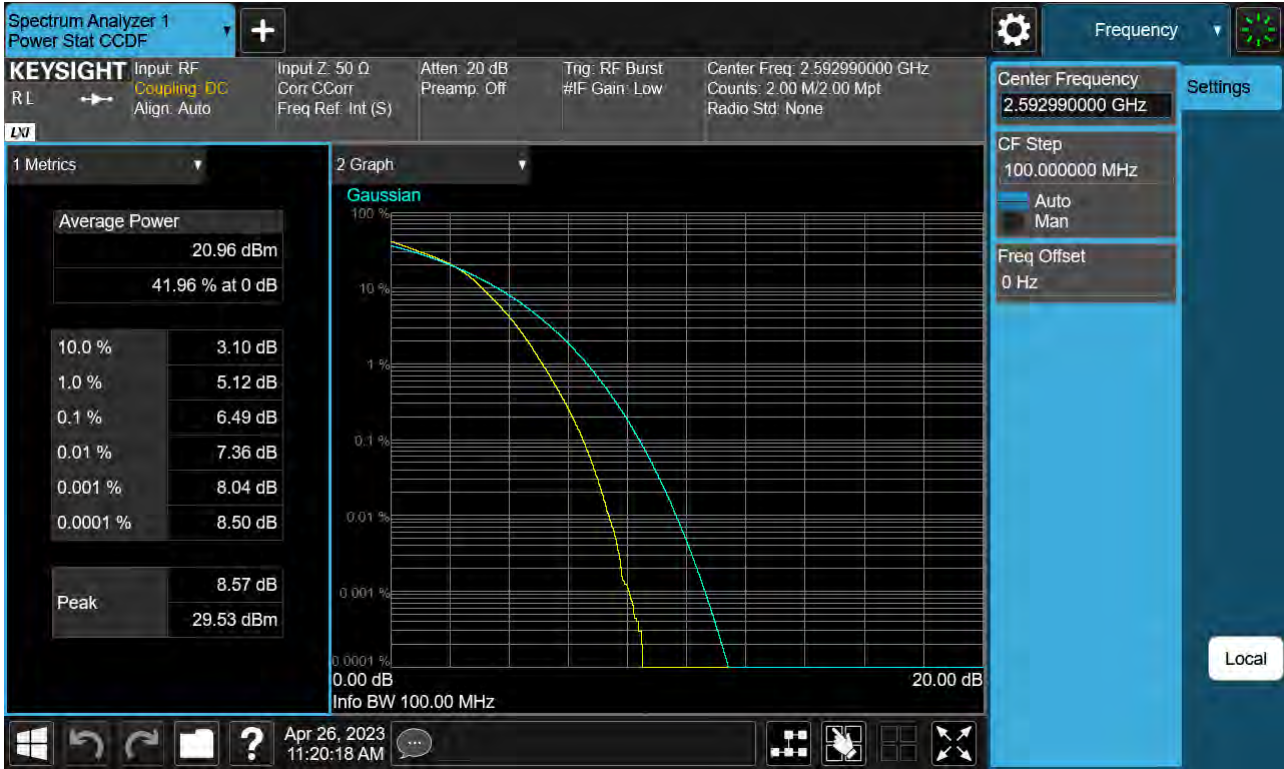 Spectrum Analyzer 1
Power Stat CCDF
Frequency
KEYSIGHT
R L
LXI
Input: RF
Coupling: DC
Align: Auto
Input Z: 50 Ω
Corr CCorr
Freq Ref: Int (S)
Atten: 20 dB
Preamp: Off
Trig: RF Burst
#IF Gain: Low
Center Freq: 2.592990000 GHz
Counts: 2.00 M/2.00 Mpt
Radio Std: None
Center Frequency
2.592990000 GHz
Settings
CF Step
100.000000 MHz
Auto
Man
Freq Offset
0 Hz
Local
1 Metrics
Average Power
20.96 dBm
41.96 % at 0 dB
10.0 % 3.10 dB
1.0 % 5.12 dB
0.1 % 6.49 dB
0.01 % 7.36 dB
0.001 % 8.04 dB
0.0001 % 8.50 dB
Peak
8.57 dB
29.53 dBm
2 Graph
Gaussian
100 %
10 %
1 %
0.1 %
0.01 %
0.001 %
0.0001 %
0.00 dB 20.00 dB
Info BW 100.00 MHz
?
Apr 26, 2023
11:20:18 AM